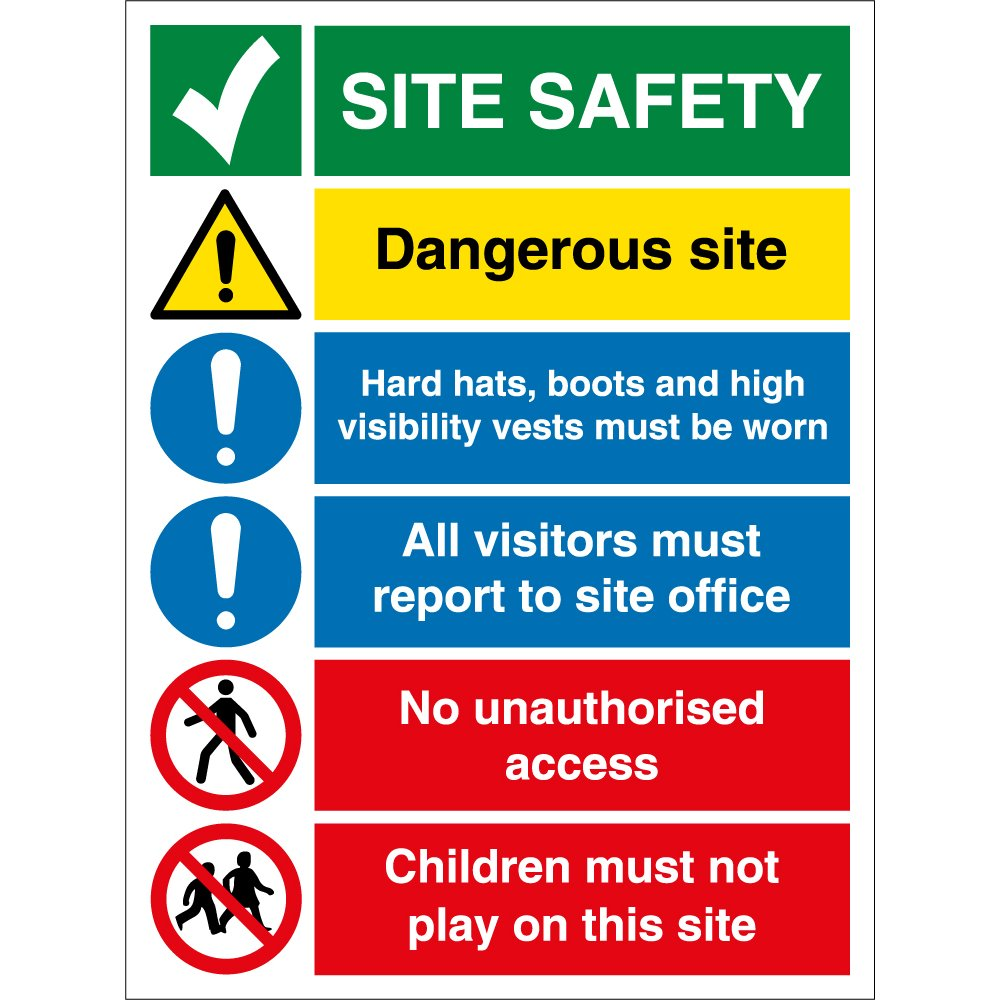 SITE SAFETY
Dangerous site
Hard hats, boots and high
visibility vests must be worn
All visitors must
report to site office
No unauthorised
access
Children must not
play on this site